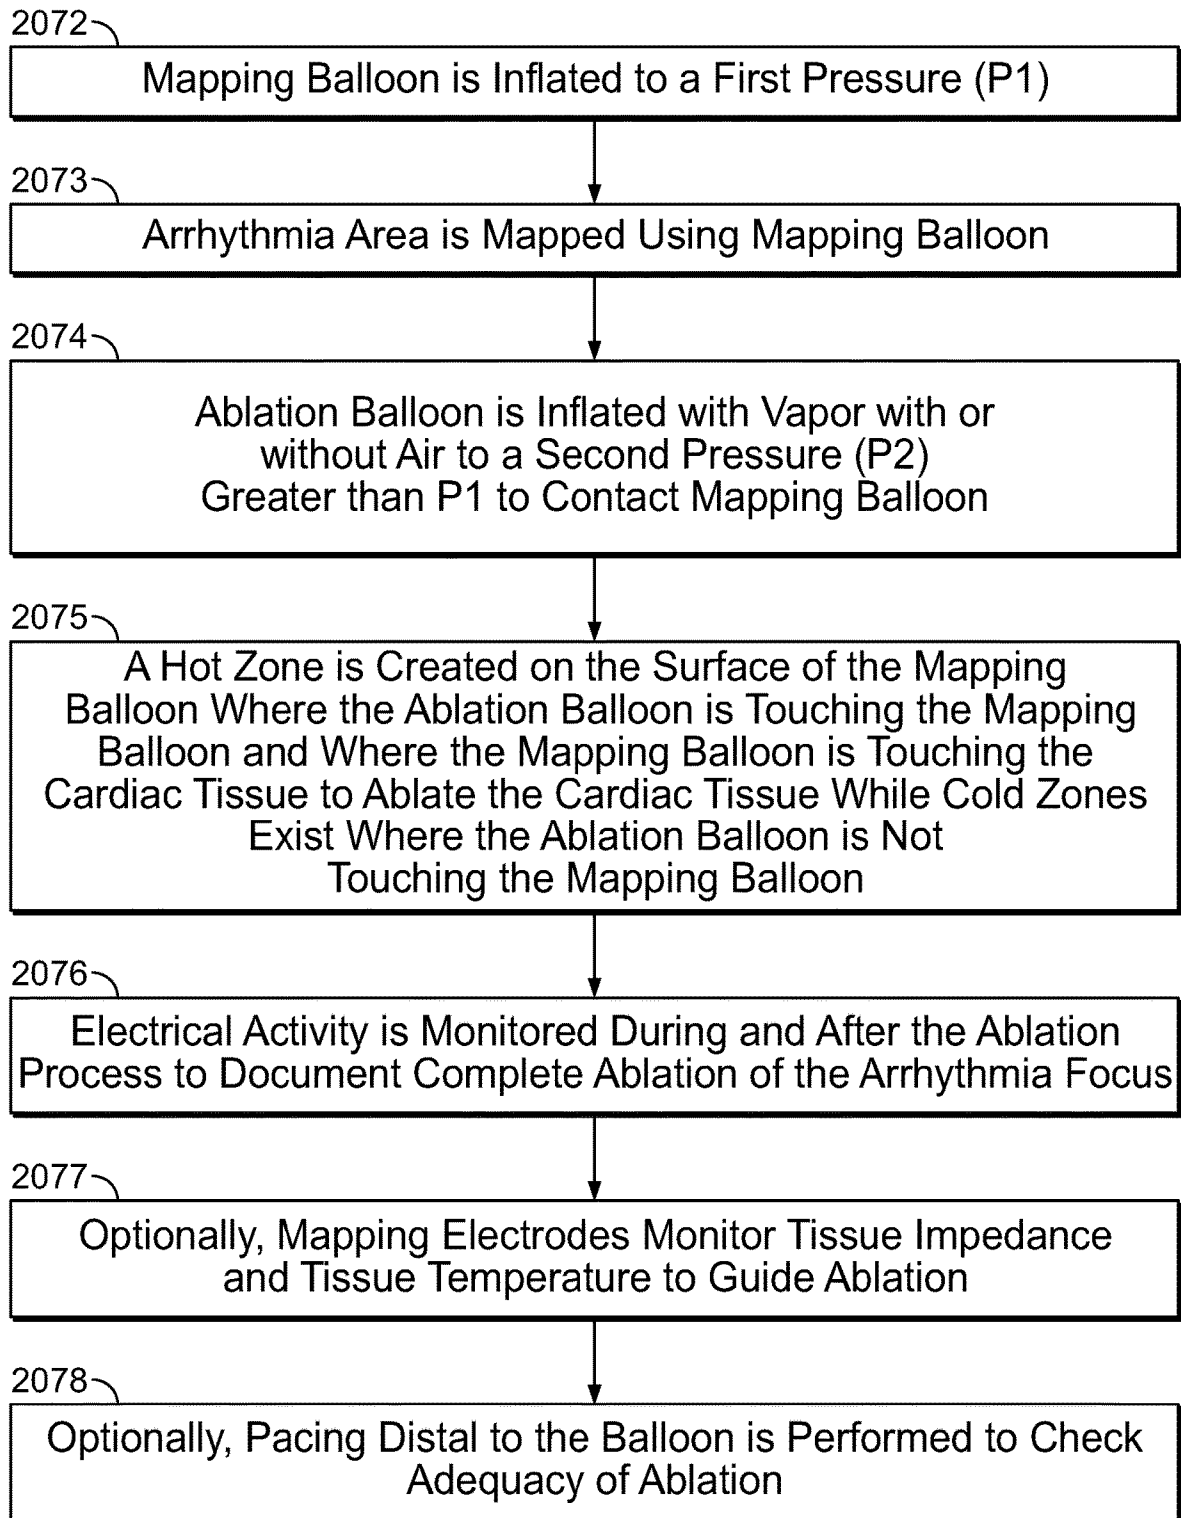 2072
Mapping Balloon is Inflated to a First Pressure (P1)
2073
Arrhythmia Area is Mapped Using Mapping Balloon
2074
Ablation Balloon is Inflated with Vapor with or
without Air to a Second Pressure (P2)
Greater than P1 to Contact Mapping Balloon
2075
A Hot Zone is Created on the Surface of the Mapping
Balloon Where the Ablation Balloon is Touching the Mapping
Balloon and Where the Mapping Balloon is Touching the
Cardiac Tissue to Ablate the Cardiac Tissue While Cold Zones
Exist Where the Ablation Balloon is Not
Touching the Mapping Balloon
2076
Electrical Activity is Monitored During and After the Ablation
Process to Document Complete Ablation of the Arrhythmia Focus
2077
Optionally, Mapping Electrodes Monitor Tissue Impedance
and Tissue Temperature to Guide Ablation
2078
Optionally, Pacing Distal to the Balloon is Performed to Check
Adequacy of Ablation